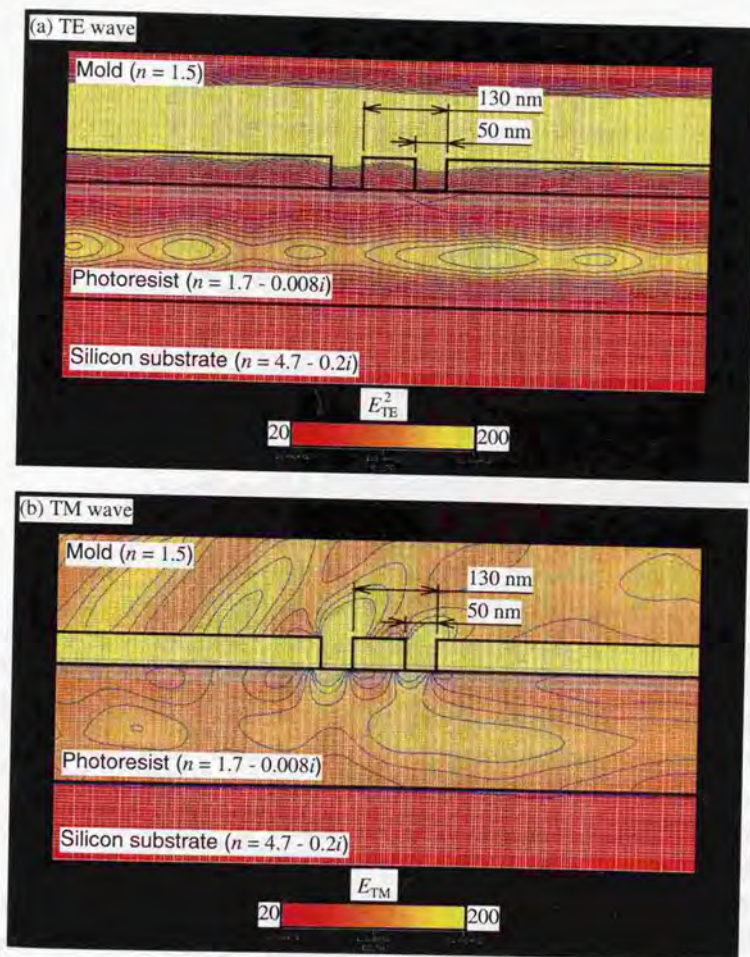 (a) TE wave
Mold (n = 1.5)
130 nm
50 nm
Photoresist (n = 1.7 - 0.008i)
Silicon substrate (n = 4.7 - 0.2i)
E²TE
20
200
(b) TM wave
Mold (n = 1.5)
130 nm
50 nm
Photoresist (n = 1.7 - 0.008i)
Silicon substrate (n = 4.7 - 0.2i)
ETM
20
200